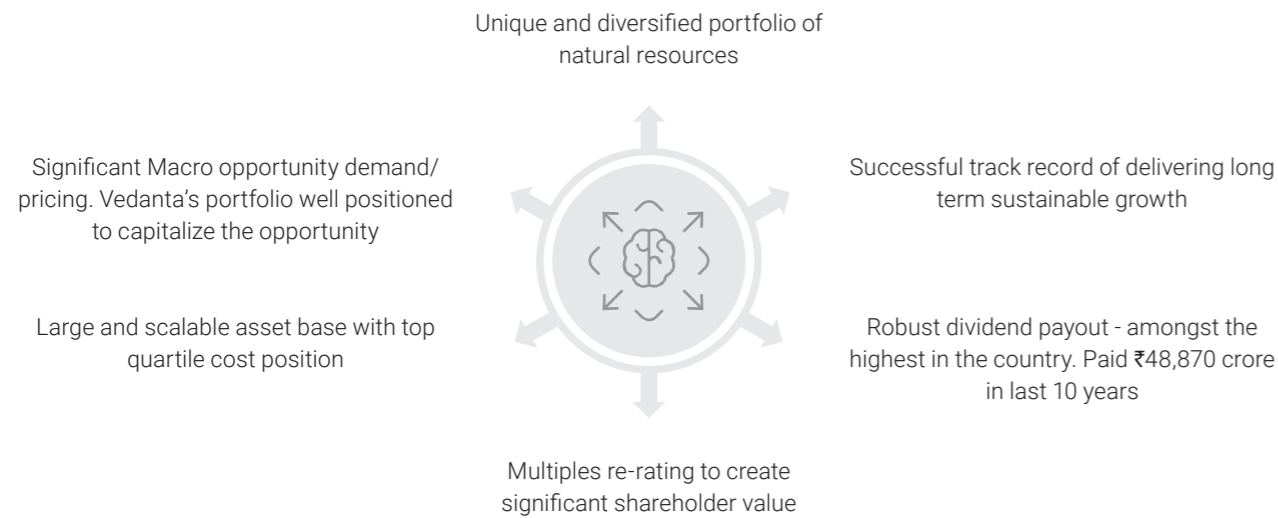 Unique and diversified portfolio of
natural resources
Significant Macro opportunity demand/
pricing. Vedanta’s portfolio well positioned
to capitalize the opportunity
Successful track record of delivering long
term sustainable growth
Large and scalable asset base with top
quartile cost position
Robust dividend payout - amongst the
highest in the country. Paid ₹48,870 crore
in last 10 years
Multiples re-rating to create
significant shareholder value